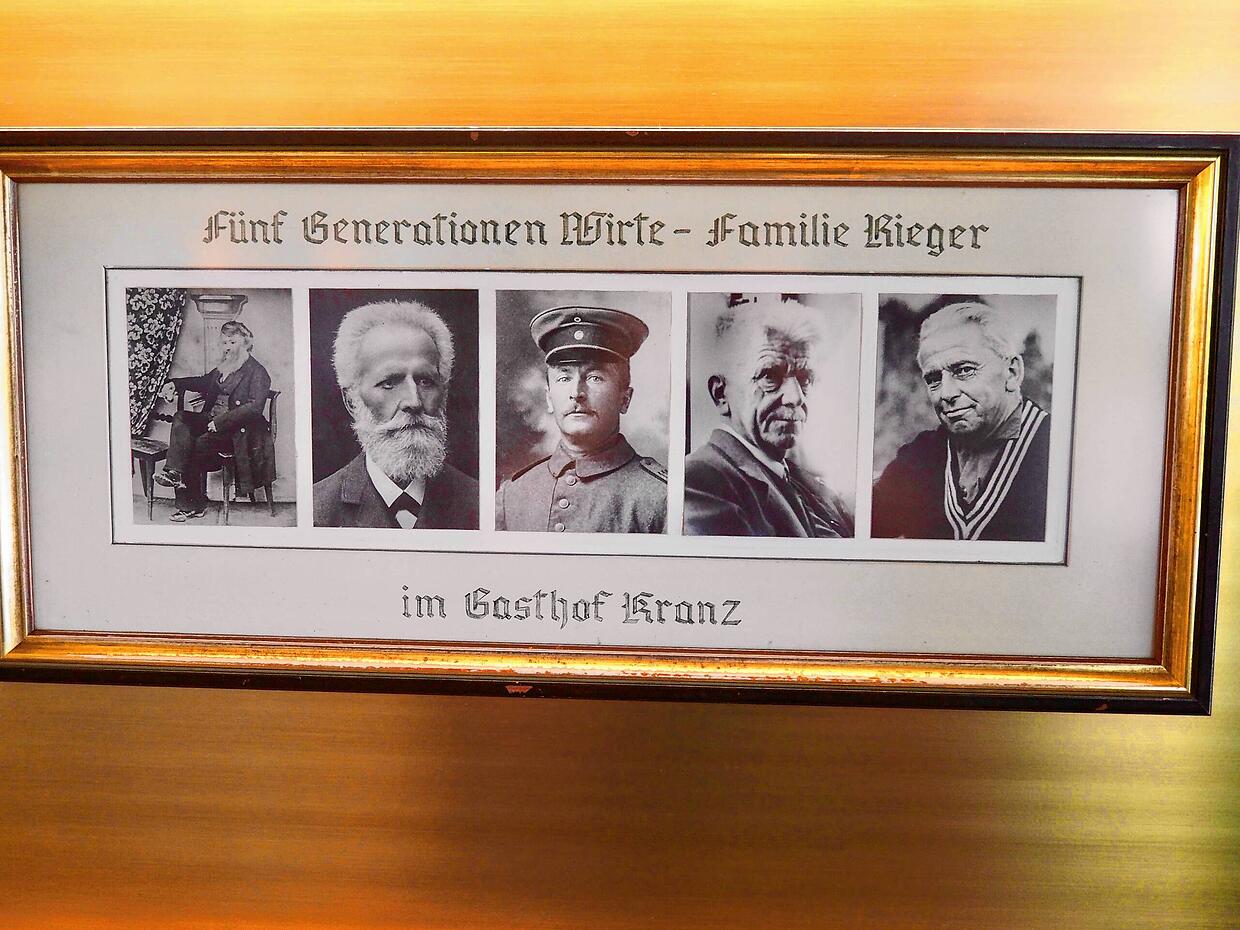 Fünf Generationen Wirte - Familie Rieger
im Gasthof Kranz